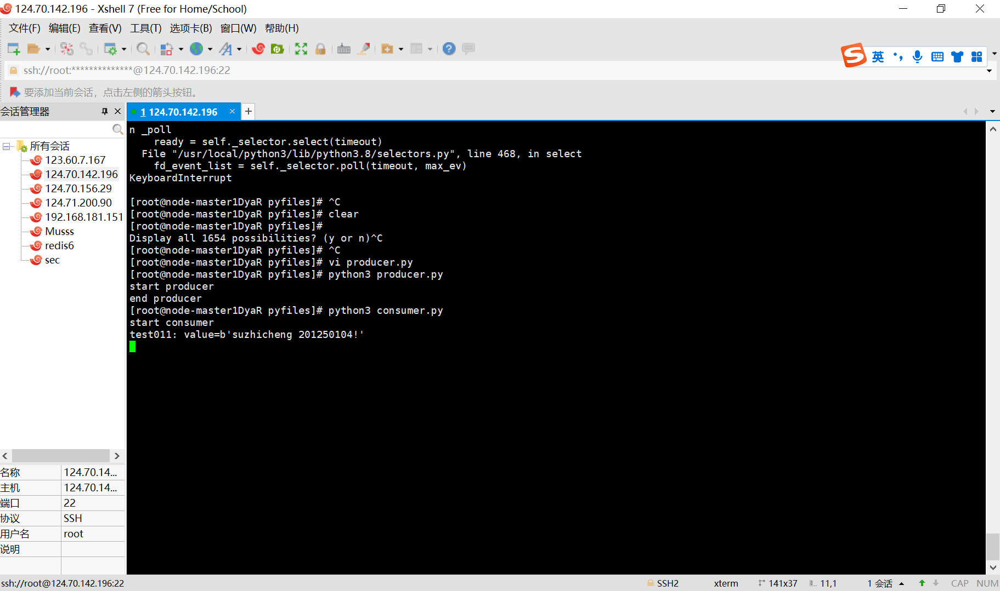 124.70.142.196 - Xshell 7 (Free for Home/School)
文件(F) 编辑(E) 查看(V) 工具(T) 选项卡(B) 窗口(W) 帮助(H)
英
ssh://root:**************@124.70.142.196:22
要添加当前会话，点击左侧的箭头按钮。
会话管理器
1 124.70.142.196
所有会话
123.60.7.167
124.70.142.196
124.70.156.29
124.71.200.90
192.168.181.151
Musss
redis6
sec
名称 124.70.14...
主机 124.70.14...
端口 22
协议 SSH
用户名 root
说明
n _poll
    ready = self._selector.select(timeout)
  File "/usr/local/python3/lib/python3.8/selectors.py", line 468, in select
    fd_event_list = self._selector.poll(timeout, max_ev)
KeyboardInterrupt
[root@node-master1DyaR pyfiles]# ^C
[root@node-master1DyaR pyfiles]# clear
[root@node-master1DyaR pyfiles]#
Display all 1654 possibilities? (y or n)^C
[root@node-master1DyaR pyfiles]# ^C
[root@node-master1DyaR pyfiles]# vi producer.py
[root@node-master1DyaR pyfiles]# python3 producer.py
start producer
end producer
[root@node-master1DyaR pyfiles]# python3 consumer.py
start consumer
test011: value=b'suzhicheng 201250104!'
ssh://root@124.70.142.196:22 SSH2 xterm 141x37 11,1 1 会话 CAP NUM